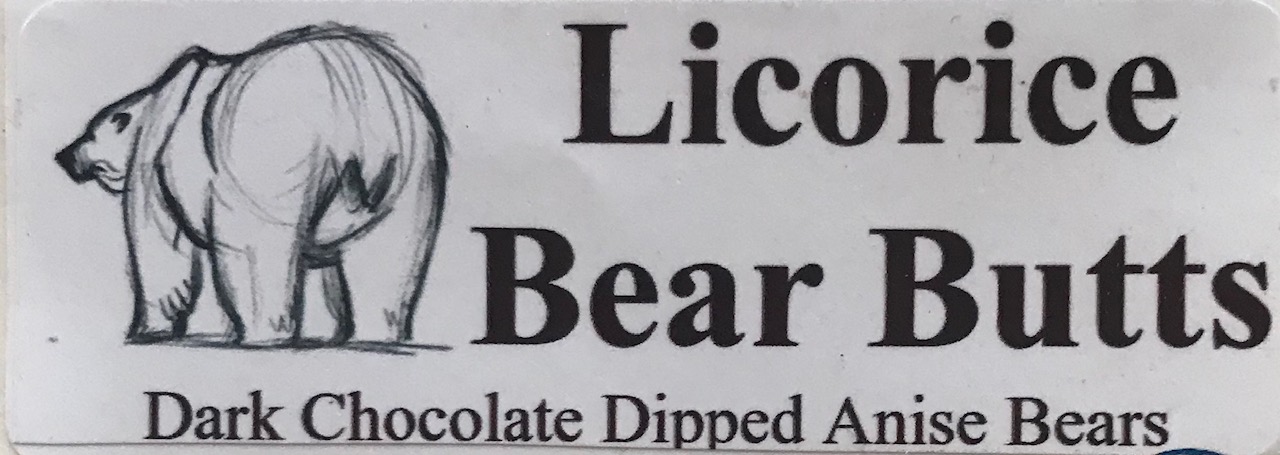 Licorice
Bear Butts
Dark Chocolate Dipped Anise Bears